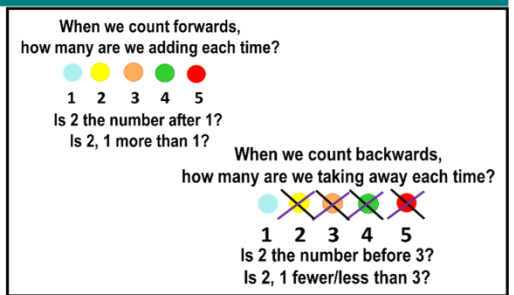 When we count forwards,
how many are we adding each time?
1 2 3 4 5
Is 2 the number after 1?
Is 2, 1 more than 1?
When we count backwards,
how many are we taking away each time?
1 2 3 4 5
Is 2 the number before 3?
Is 2, 1 fewer/less than 3?